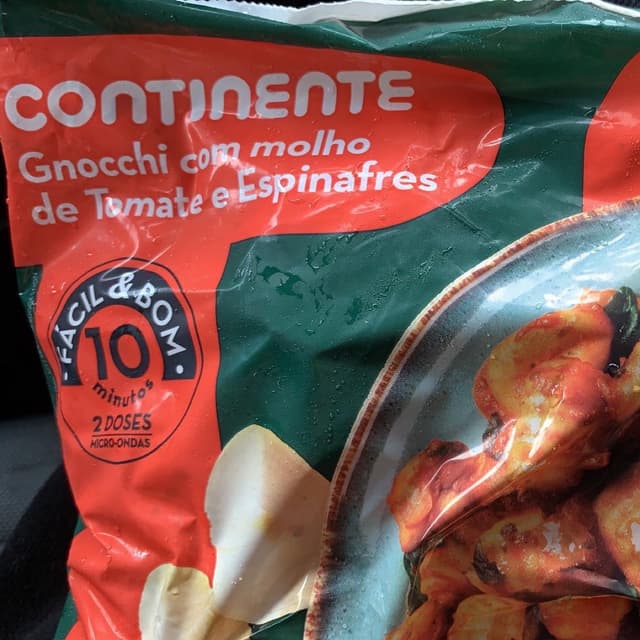 CONTINENTE
Gnocchi com molho
de Tomate e Espinafres
·FÁCIL & BOM·
10
minutos
2 DOSES
MICRO-ONDAS